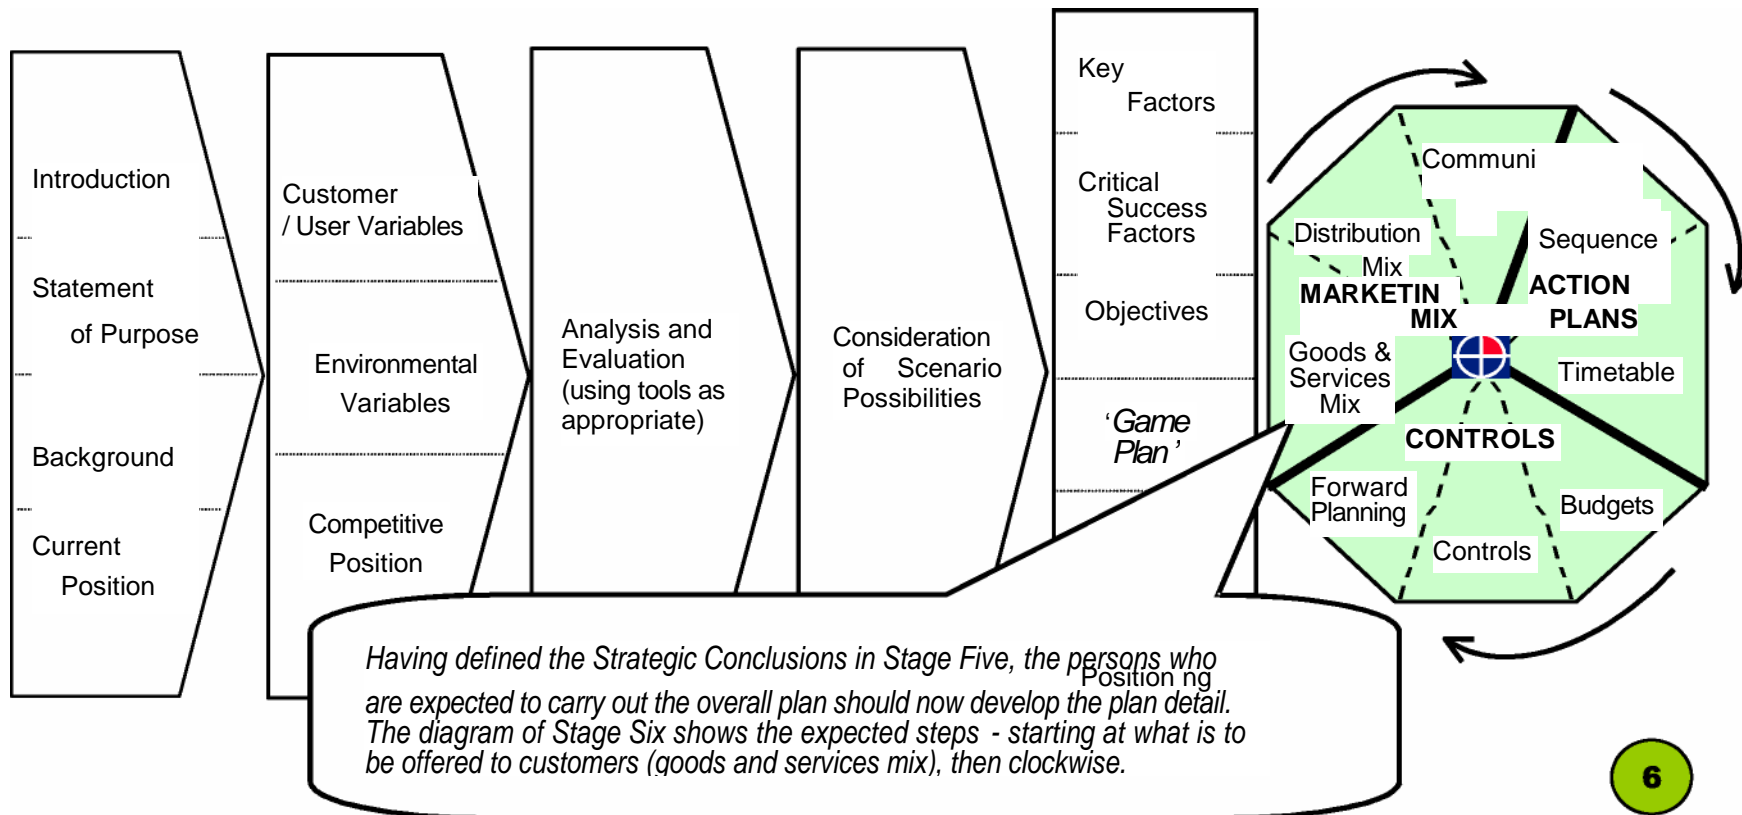 Introduction
Statement
of Purpose
Background
Current
Position
Customer
/ User Variables
Environmental
Variables
Competitive
Position
Analysis and
Evaluation
(using tools as
appropriate)
Consideration
of Scenario
Possibilities
Key
Factors
Critical
Success
Factors
Objectives
‘Game
Plan’
Position ng
Communi
Distribution
Mix
MARKETIN
MIX
Goods &
Services
Mix
Sequence
ACTION
PLANS
Timetable
CONTROLS
Budgets
Controls
Forward
Planning
Having defined the Strategic Conclusions in Stage Five, the persons who
are expected to carry out the overall plan should now develop the plan detail.
The diagram of Stage Six shows the expected steps - starting at what is to
be offered to customers (goods and services mix), then clockwise.
6